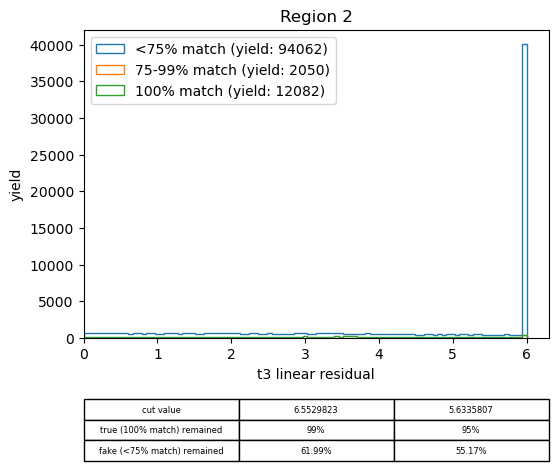 Region 2
<75% match (yield: 94062)
75-99% match (yield: 2050)
100% match (yield: 12082)
40000
35000
30000
25000
20000
15000
10000
5000
0
yield
0 1 2 3 4 5 6
t3 linear residual
cut value 6.5529823 5.6335807
true (100% match) remained 99% 95%
fake (<75% match) remained 61.99% 55.17%